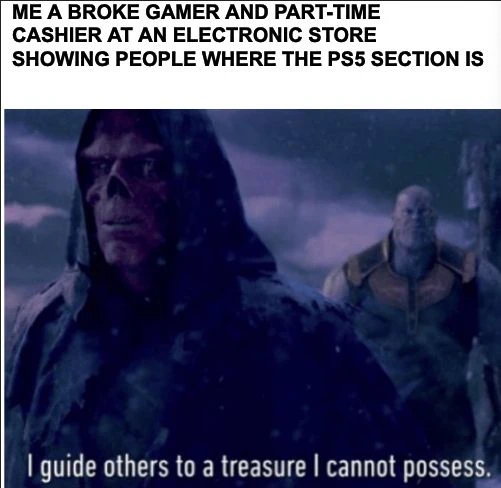 ME A BROKE GAMER AND PART-TIME
CASHIER AT AN ELECTRONIC STORE
SHOWING PEOPLE WHERE THE PS5 SECTION IS
I guide others to a treasure I cannot possess.